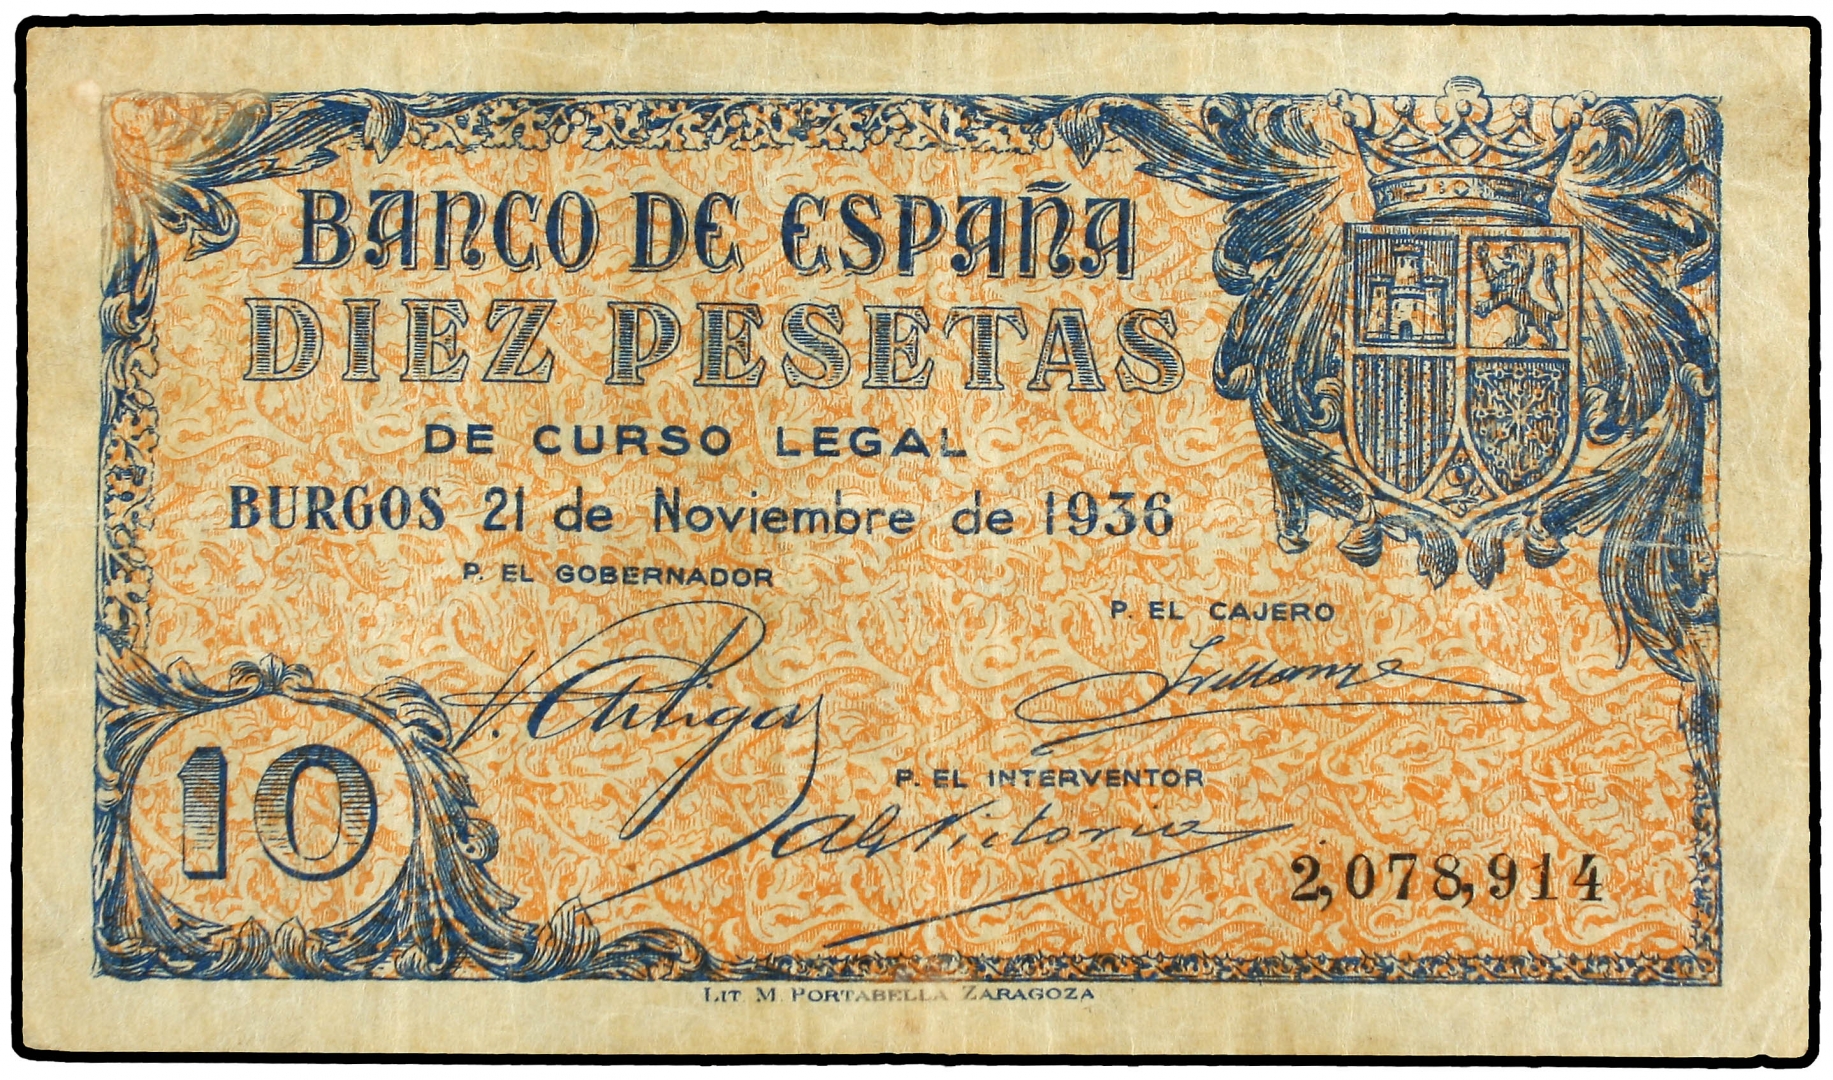 BANCO DE ESPAÑA
DIEZ PESETAS
DE CURSO LEGAL
BURGOS 21 de Noviembre de 1936
P. EL GOBERNADOR
P. EL CAJERO
P. EL INTERVENTOR
10
2,078,914
LIT M. PORTABELLA ZARAGOZA